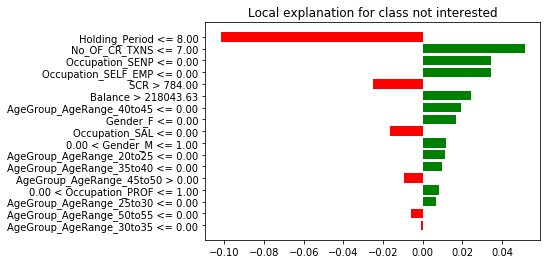 Local explanation for class not interested
Holding_Period <= 8.00
No_OF_CR_TXNS <= 7.00
Occupation_SENP <= 0.00
Occupation_SELF_EMP <= 0.00
SCR > 784.00
Balance > 218043.63
AgeGroup_AgeRange_40to45 <= 0.00
Gender_F <= 0.00
Occupation_SAL <= 0.00
0.00 < Gender_M <= 1.00
AgeGroup_AgeRange_20to25 <= 0.00
AgeGroup_AgeRange_35to40 <= 0.00
AgeGroup_AgeRange_45to50 > 0.00
0.00 < Occupation_PROF <= 1.00
AgeGroup_AgeRange_25to30 <= 0.00
AgeGroup_AgeRange_50to55 <= 0.00
AgeGroup_AgeRange_30to35 <= 0.00
−0.10 −0.08 −0.06 −0.04 −0.02 0.00 0.02 0.04